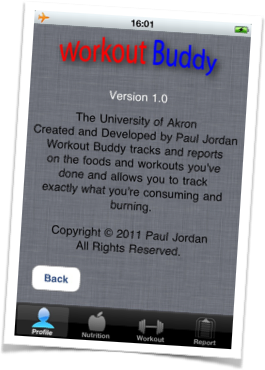 16:01
Workout Buddy
Version 1.0
The University of Akron
Created and Developed by Paul Jordan
Workout Buddy tracks and reports
on the foods and workouts you've
done and allows you to track
exactly what you're consuming and
burning.
Copyright © 2011 Paul Jordan
All Rights Reserved.
Back
Profile
Nutrition
Workout
Report